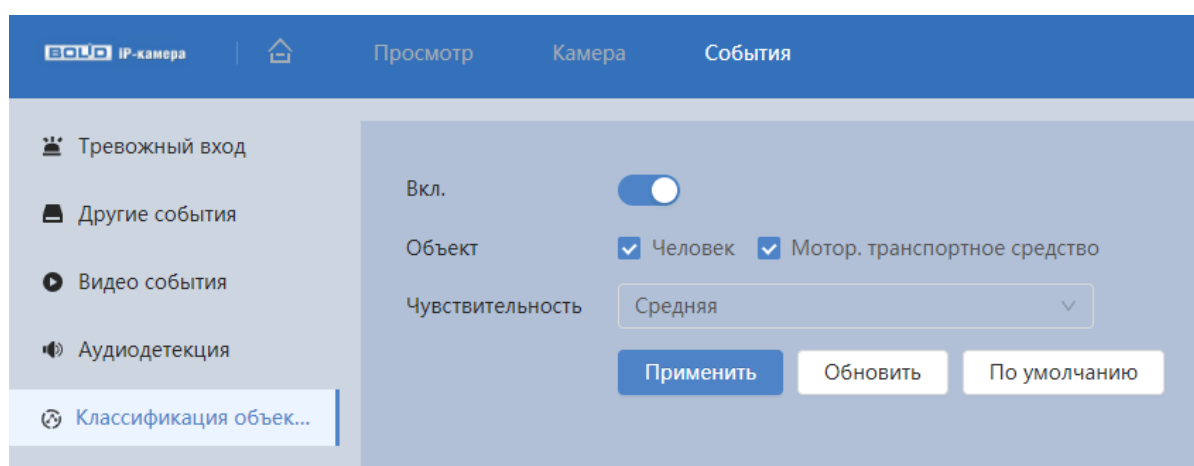 BOLID IP-камера
Просмотр
Камера
События
Тревожный вход
Другие события
Видео события
Аудиодетекция
Классификация объек...
Вкл.
Объект
Человек
Мотор. транспортное средство
Чувствительность
Средняя
Применить
Обновить
По умолчанию